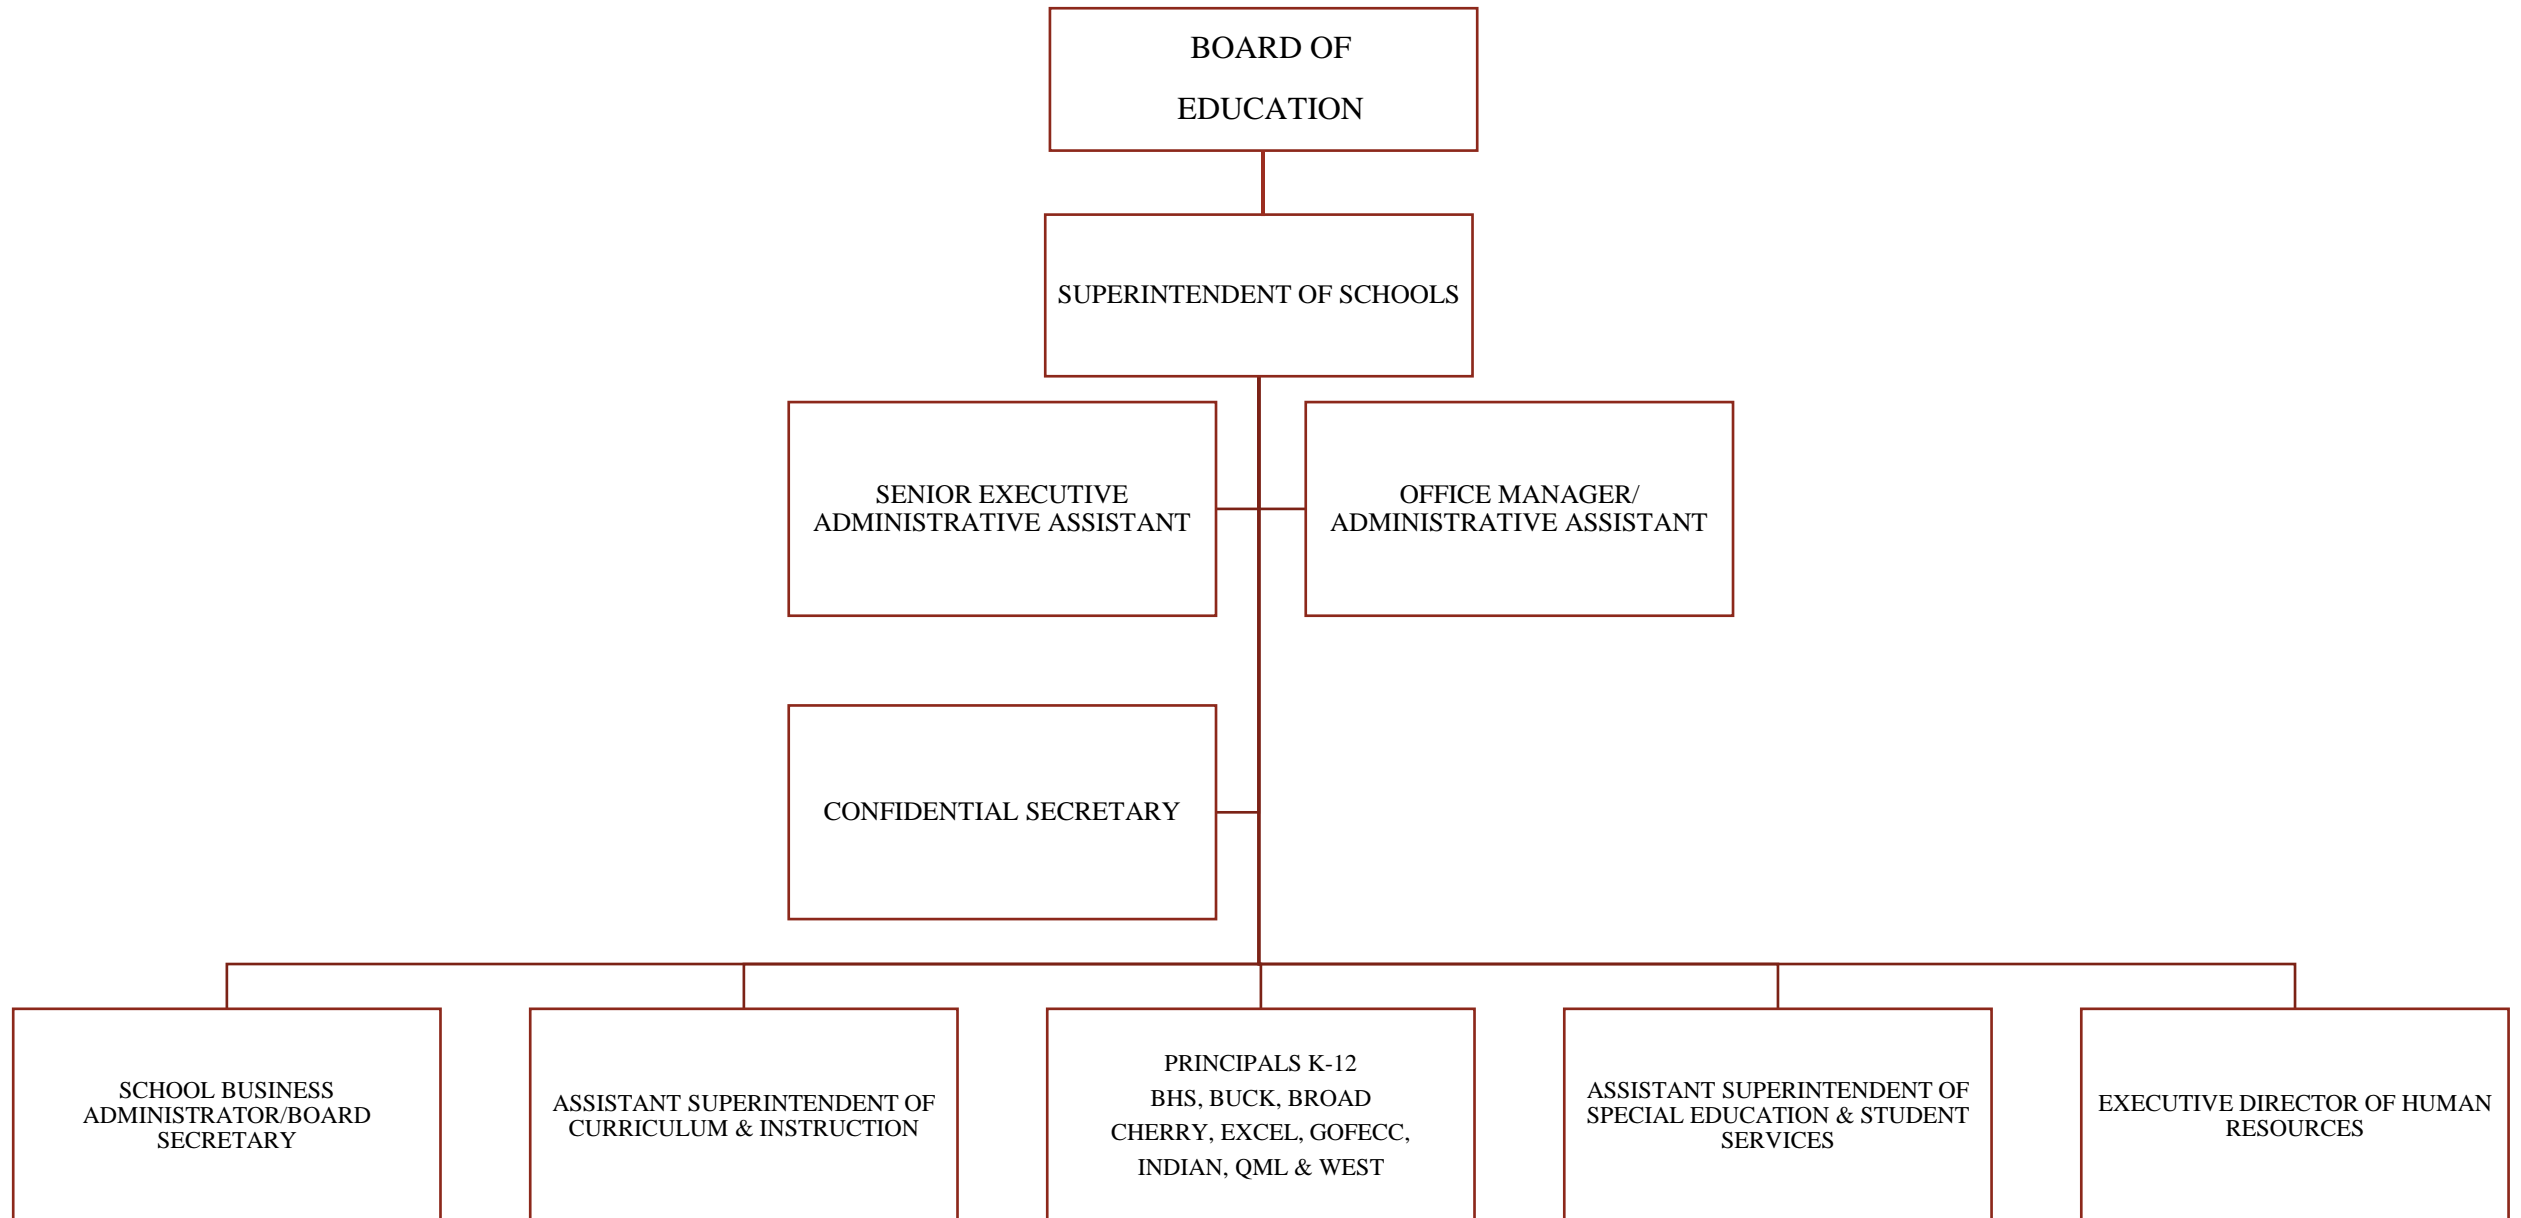 BOARD OF
EDUCATION
SUPERINTENDENT OF SCHOOLS
SENIOR EXECUTIVE
ADMINISTRATIVE ASSISTANT
OFFICE MANAGER/
ADMINISTRATIVE ASSISTANT
CONFIDENTIAL SECRETARY
SCHOOL BUSINESS
ADMINISTRATOR/BOARD
SECRETARY
ASSISTANT SUPERINTENDENT OF
CURRICULUM & INSTRUCTION
PRINCIPALS K-12
BHS, BUCK, BROAD
CHERRY, EXCEL, GOFECC,
INDIAN, QML & WEST
ASSISTANT SUPERINTENDENT OF
SPECIAL EDUCATION & STUDENT
SERVICES
EXECUTIVE DIRECTOR OF HUMAN
RESOURCES